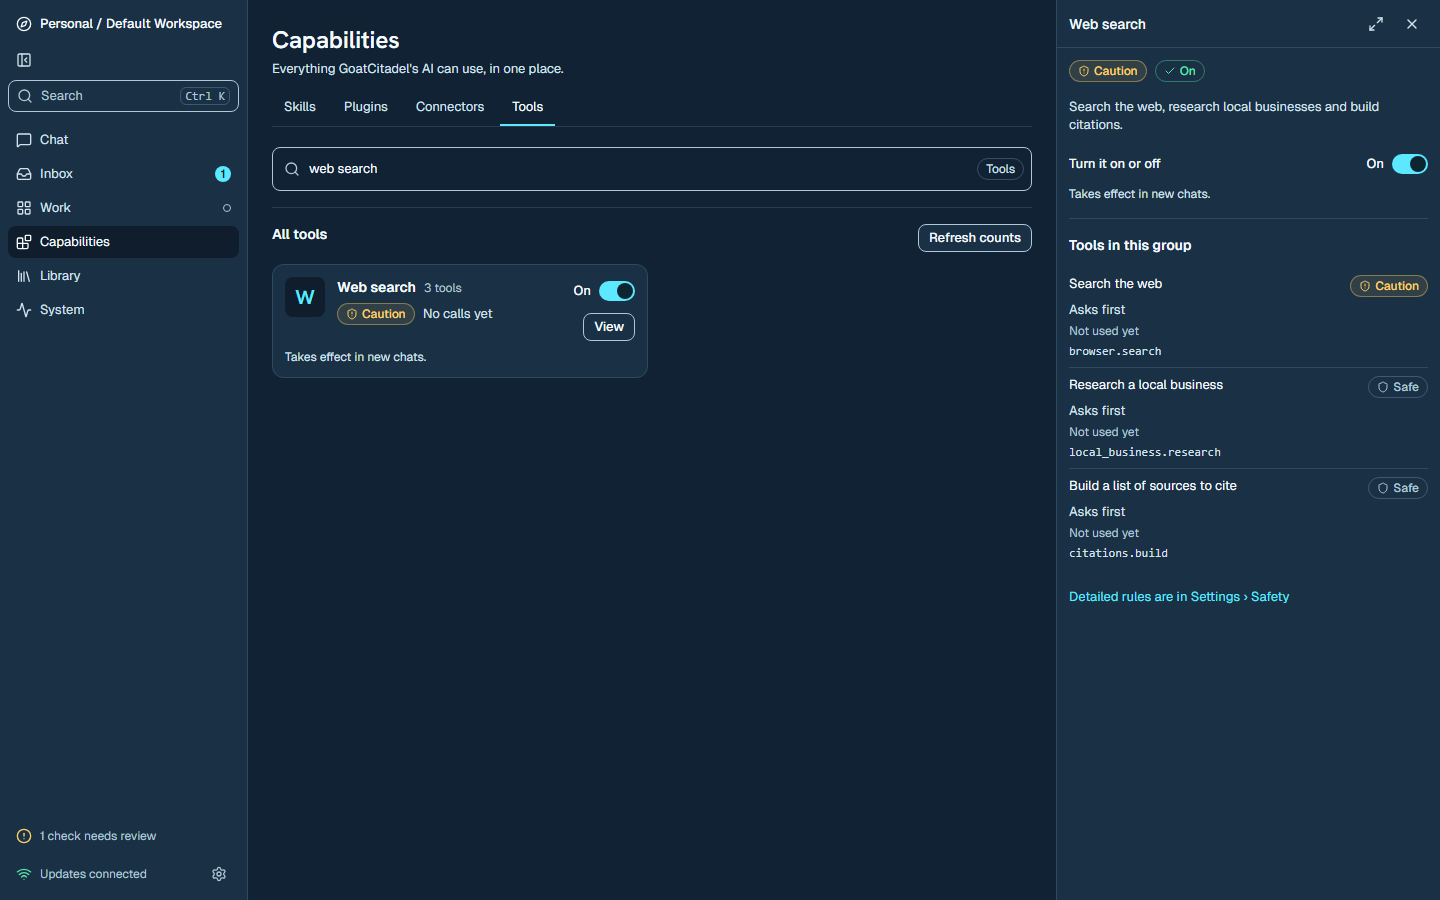 Personal / Default Workspace
Search
Ctrl K
Chat
Inbox
1
Work
Capabilities
Library
System
1 check needs review
Updates connected
Capabilities
Everything GoatCitadel's AI can use, in one place.
Skills
Plugins
Connectors
Tools
web search
Tools
All tools
Refresh counts
W
Web search
3 tools
On
Caution
No calls yet
View
Takes effect in new chats.
Web search
Caution
On
Search the web, research local businesses and build
citations.
Turn it on or off
On
Takes effect in new chats.
Tools in this group
Search the web
Caution
Asks first
Not used yet
browser.search
Research a local business
Safe
Asks first
Not used yet
local_business.research
Build a list of sources to cite
Safe
Asks first
Not used yet
citations.build
Detailed rules are in Settings › Safety